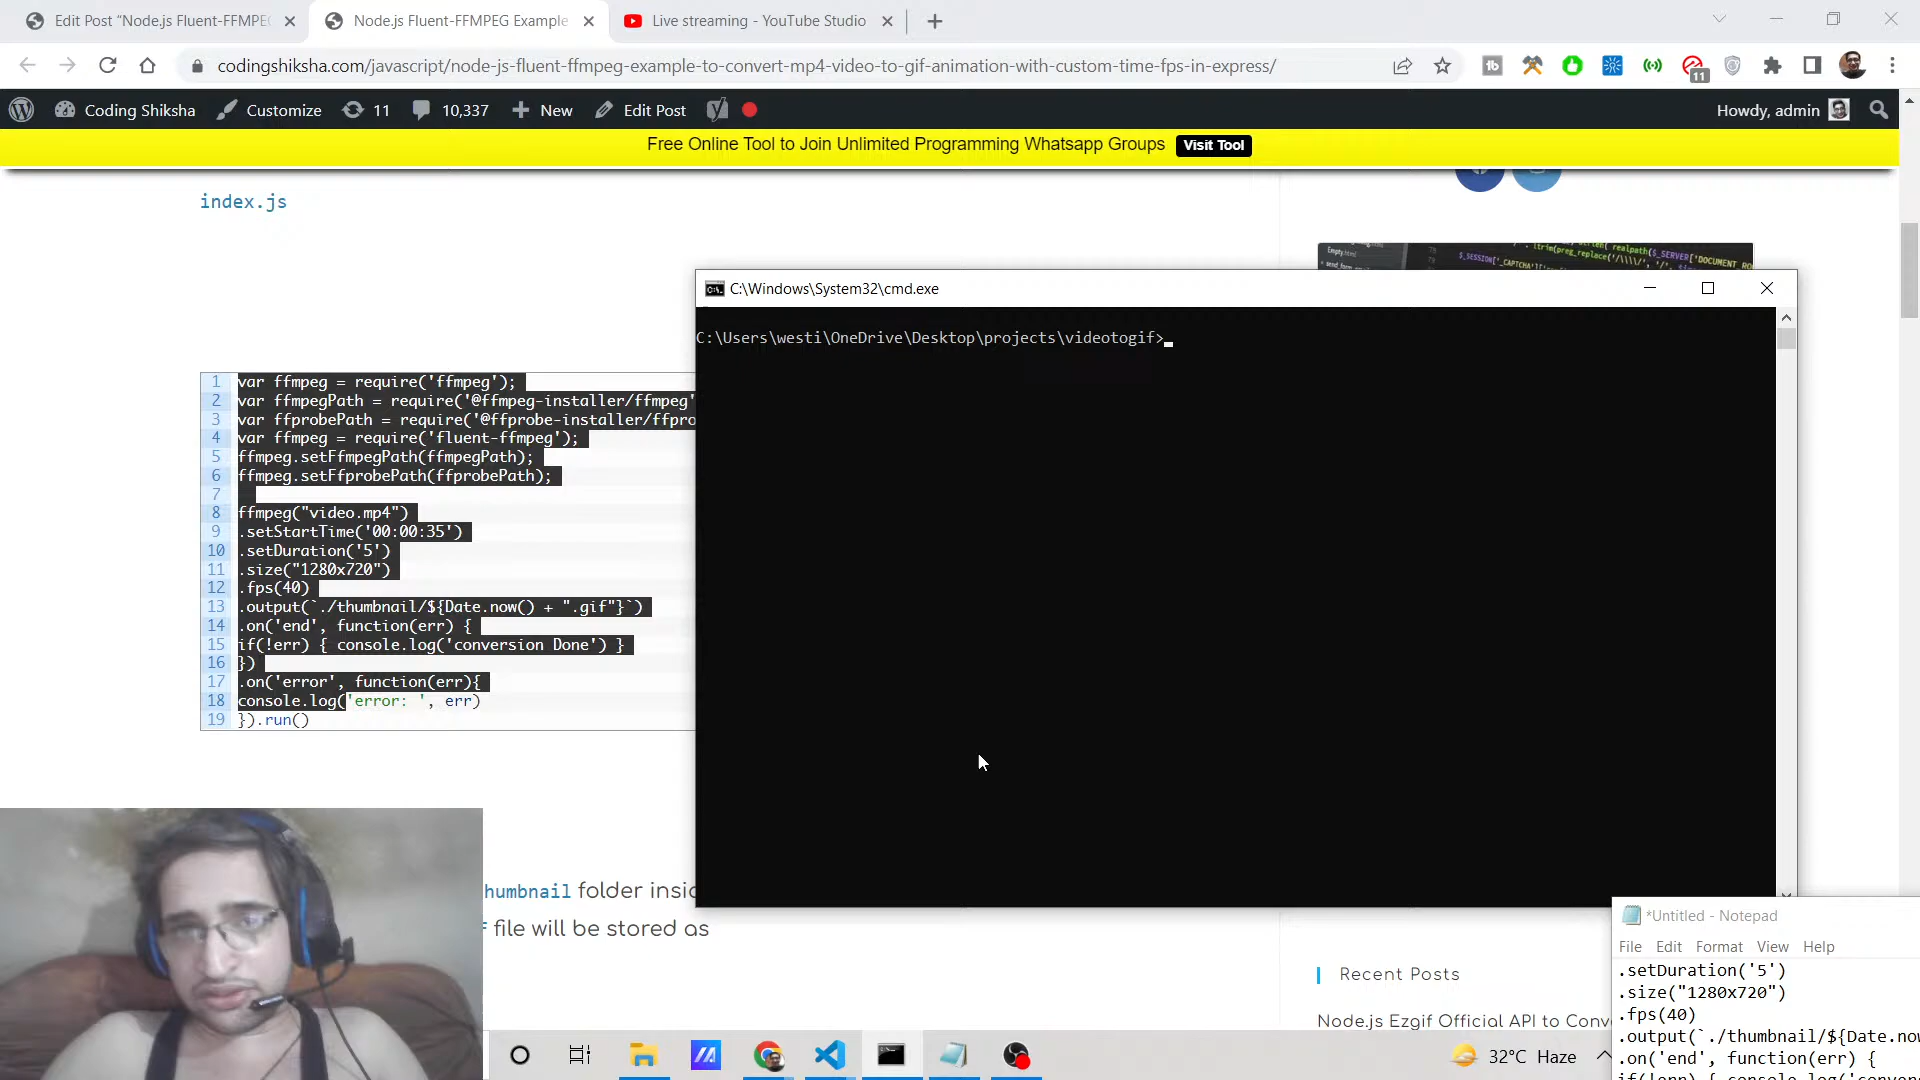 Edit Post “Node.js Fluent-FFMPE
Node.js Fluent-FFMPEG Example
Live streaming - YouTube Studio
codingshiksha.com/javascript/node-js-fluent-ffmpeg-example-to-convert-mp4-video-to-gif-animation-with-custom-time-fps-in-express/
11
Coding Shiksha
Customize
11
10,337
New
Edit Post
Howdy, admin
Free Online Tool to Join Unlimited Programming Whatsapp Groups
Visit Tool
index.js
C:\Windows\System32\cmd.exe
C:\Users\westi\OneDrive\Desktop\projects\videotogif>
1 var ffmpeg = require('ffmpeg');
2 var ffmpegPath = require('@ffmpeg-installer/ffmpeg'
3 var ffprobePath = require('@ffprobe-installer/ffpro
4 var ffmpeg = require('fluent-ffmpeg');
5 ffmpeg.setFfmpegPath(ffmpegPath);
6 ffmpeg.setFfprobePath(ffprobePath);
7
8 ffmpeg("video.mp4")
9 .setStartTime('00:00:35')
10 .setDuration('5')
11 .size("1280x720")
12 .fps(40)
13 .output(`./thumbnail/${Date.now() + ".gif"}`)
14 .on('end', function(err) {
15 if(!err) { console.log('conversion Done') }
16 })
17 .on('error', function(err){
18 console.log('error: ', err)
19 }).run()
humbnail folder insid
file will be stored as
Recent Posts
Node.js Ezgif Official API to Conv
*Untitled - Notepad
File Edit Format View Help
.setDuration('5')
.size("1280x720")
.fps(40)
.output(`./thumbnail/${Date.now
.on('end', function(err) {
32°C Haze